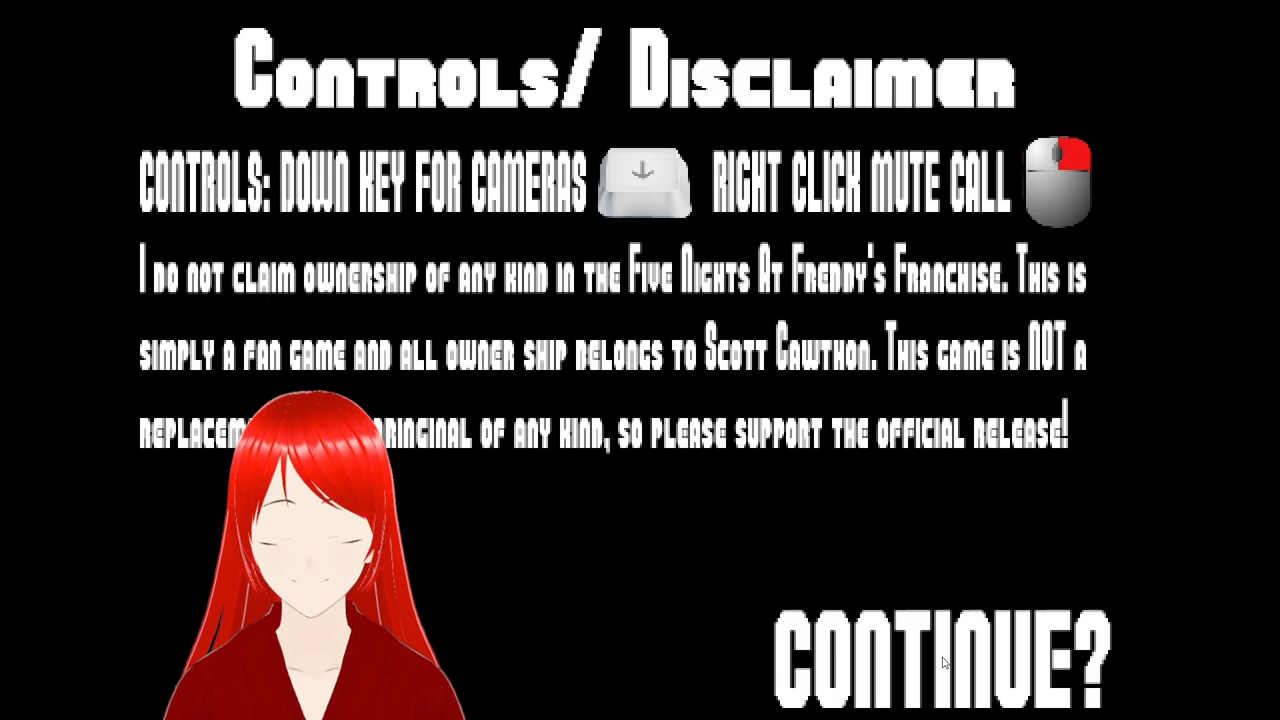 Controls/ Disclaimer
CONTROLS: DOWN KEY FOR CAMERAS RIGHT CLICK MUTE CALL
I do not claim ownership of any kind in the Five Nights At Freddy's Franchise. This is
simply a fan game and all owner ship belongs to Scott Cawthon. This game is NOT a
of any kind, so please support the official release!
CONTINUE?